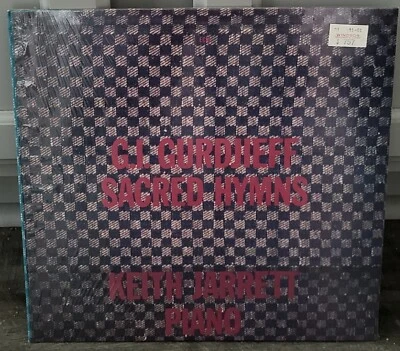 G.I. GURDJIEFF
SACRED HYMNS
KEITH JARRETT
PIANO